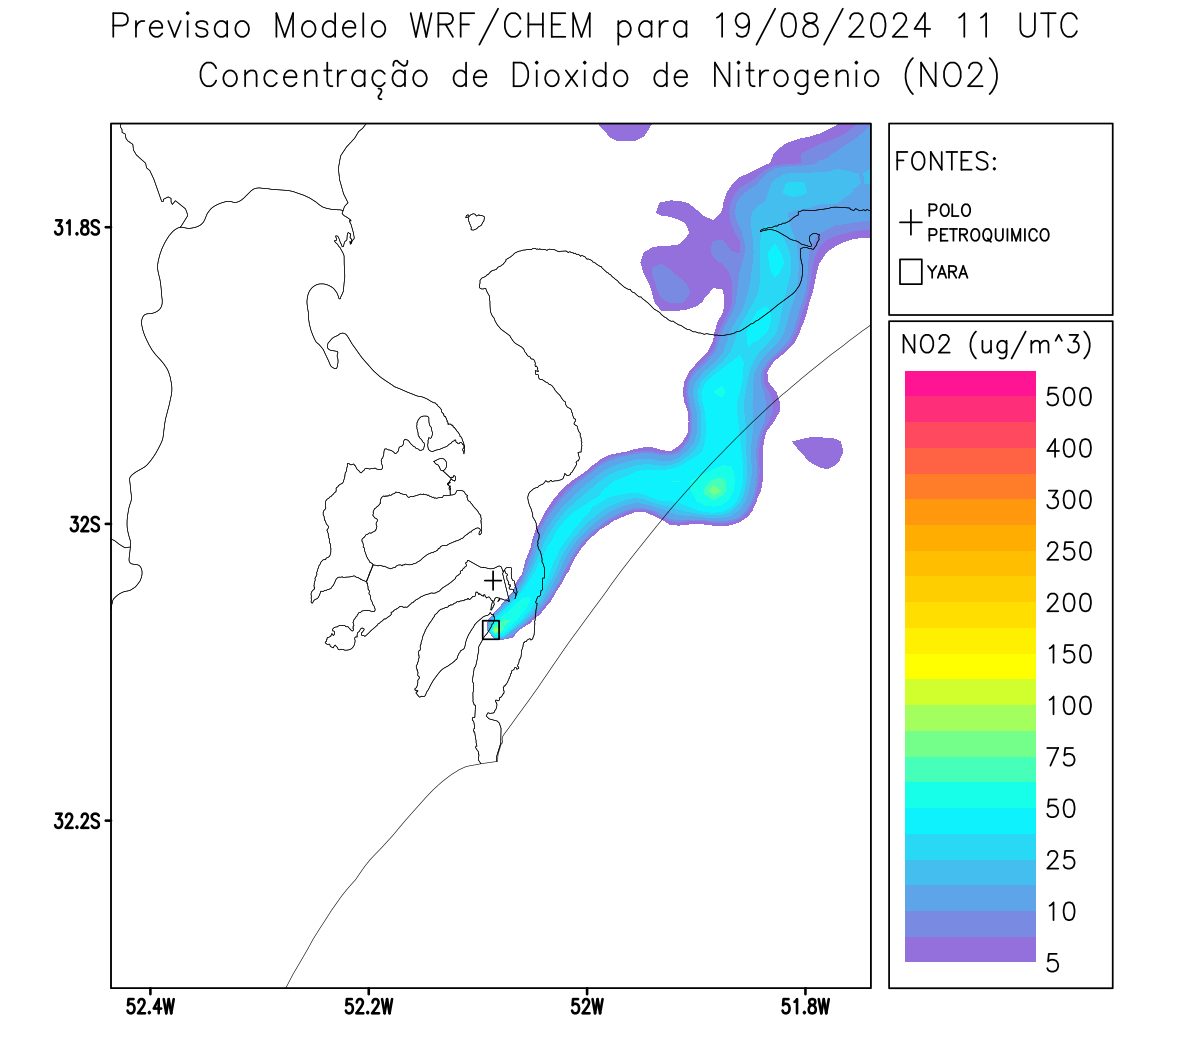 Previsao Modelo WRF/CHEM para 19/08/2024 11 UTC
Concentração de Dioxido de Nitrogenio (NO2)
FONTES:
POLO
PETROQUIMICO
YARA
NO2 (ug/m^3)
500
400
300
250
200
150
100
75
50
25
10
5
31.8S
32S
32.2S
52.4W
52.2W
52W
51.8W